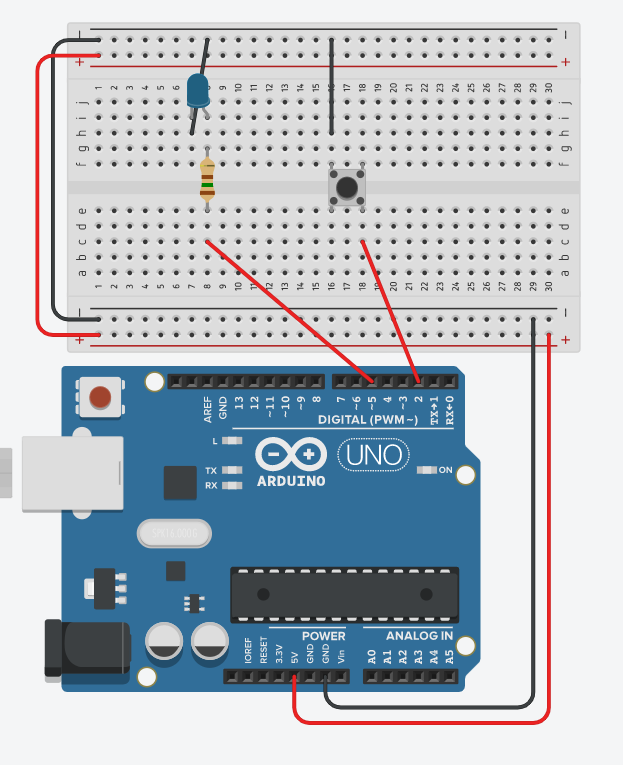 − −
+ +
1 2 3 4 5 6 7 8 9 10 11 12 13 14 15 16 17 18 19 20 21 22 23 24 25 26 27 28 29 30
j j
i i
h h
g g
f f
e e
d d
c c
b b
a a
1 2 3 4 5 6 7 8 9 10 11 12 13 14 15 16 17 18 19 20 21 22 23 24 25 26 27 28 29 30
− −
+ +
AREF GND 13 12 ~11 ~10 ~9 8 7 ~6 ~5 4 ~3 2 TX→1 RX←0
DIGITAL (PWM~)
L
TX
RX
UNO
ON
ARDUINO
POWER ANALOG IN
IOREF RESET 3.3V 5V GND GND Vin A0 A1 A2 A3 A4 A5